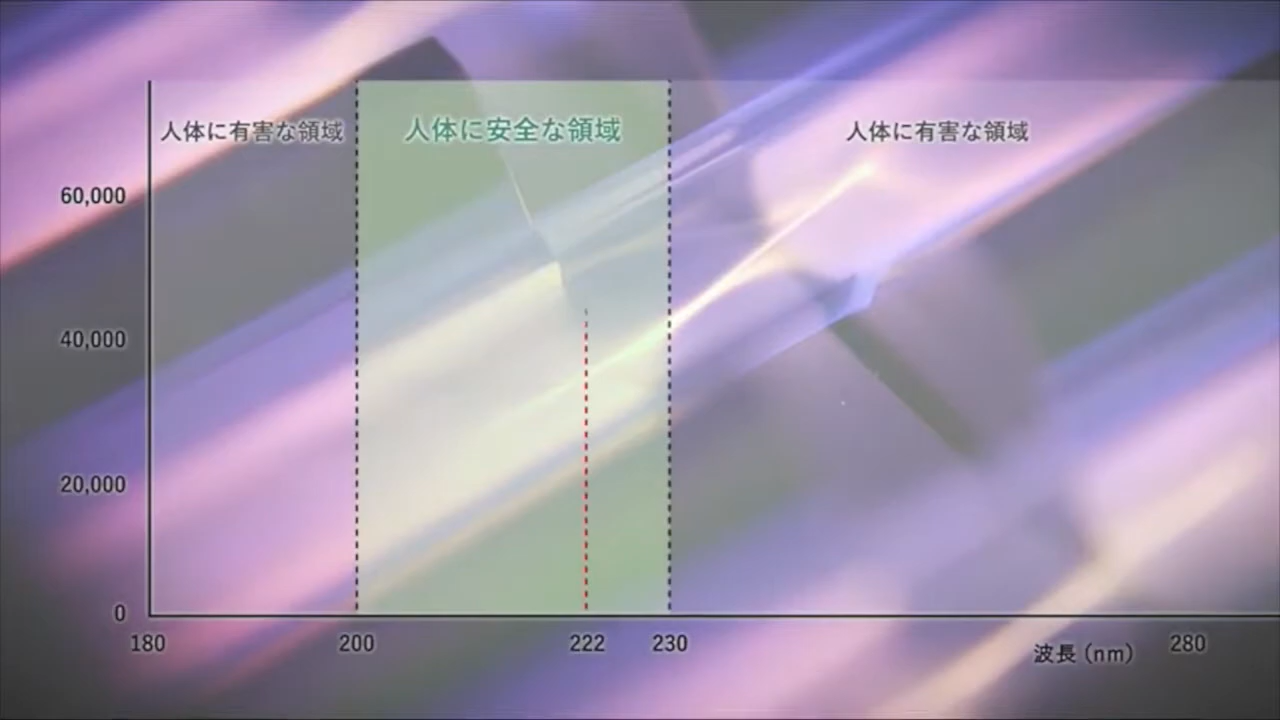 人体に有害な領域
人体に安全な領域
人体に有害な領域
60,000
40,000
20,000
0
180
200
222
230
波長 (nm)
280